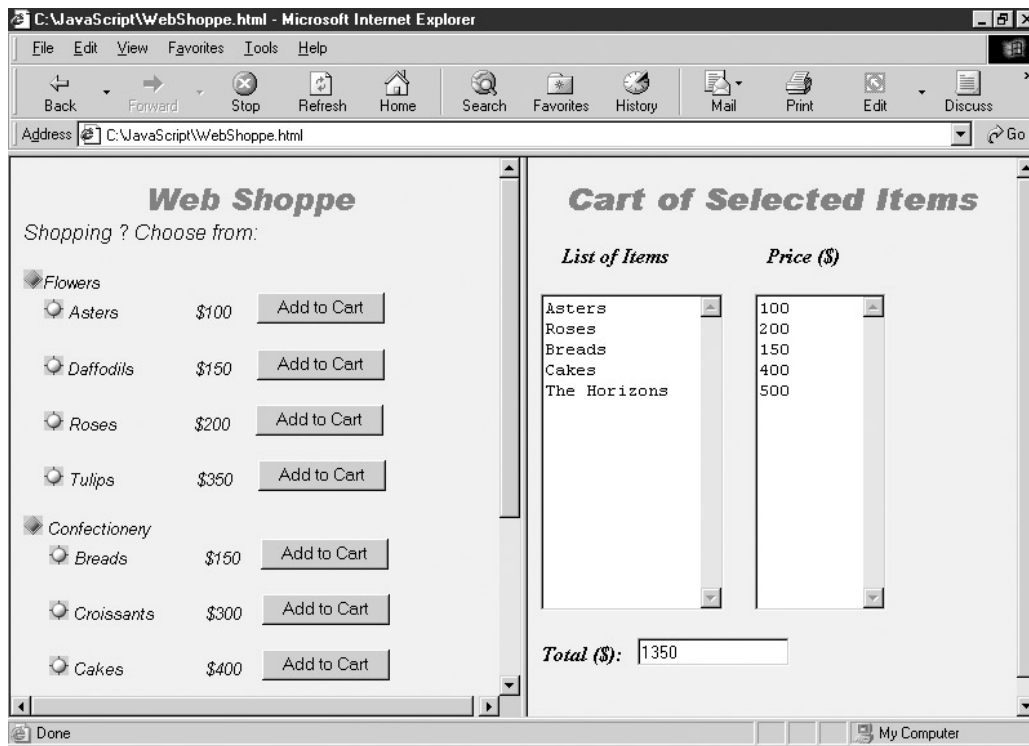 C:\JavaScript\WebShoppe.html - Microsoft Internet Explorer
File Edit View Favorites Tools Help
Back Forward Stop Refresh Home Search Favorites History Mail Print Edit Discuss
Address C:\JavaScript\WebShoppe.html Go
Web Shoppe
Shopping ? Choose from:
Flowers
Asters $100 Add to Cart
Daffodils $150 Add to Cart
Roses $200 Add to Cart
Tulips $350 Add to Cart
Confectionery
Breads $150 Add to Cart
Croissants $300 Add to Cart
Cakes $400 Add to Cart
Cart of Selected Items
List of Items Price ($)
Asters 100
Roses 200
Breads 150
Cakes 400
The Horizons 500
Total ($): 1350
Done My Computer